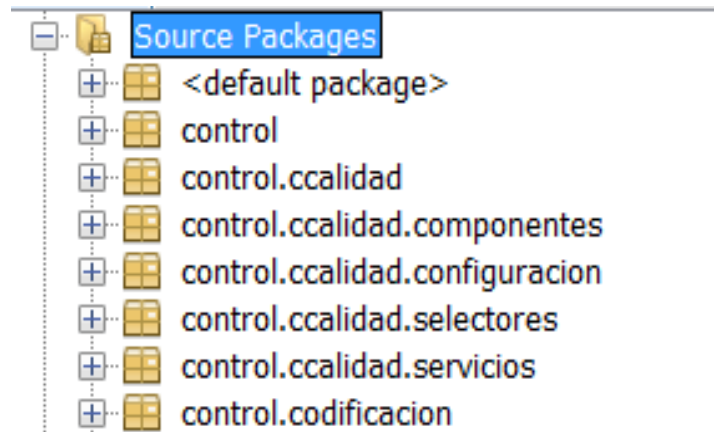 Source Packages
<default package>
control
control.ccalidad
control.ccalidad.componentes
control.ccalidad.configuracion
control.ccalidad.selectores
control.ccalidad.servicios
control.codificacion